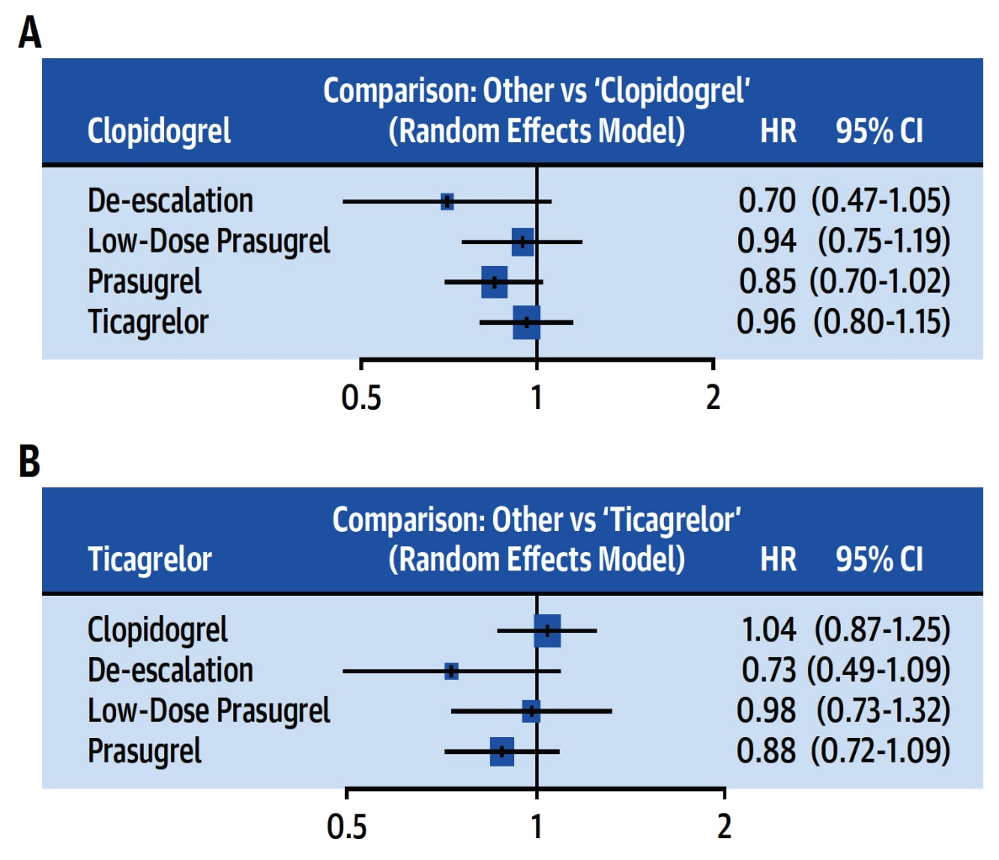 A
Comparison: Other vs ‘Clopidogrel’
Clopidogrel (Random Effects Model) HR 95% CI
De-escalation 0.70 (0.47-1.05)
Low-Dose Prasugrel 0.94 (0.75-1.19)
Prasugrel 0.85 (0.70-1.02)
Ticagrelor 0.96 (0.80-1.15)
0.5 1 2
B
Comparison: Other vs ‘Ticagrelor’
Ticagrelor (Random Effects Model) HR 95% CI
Clopidogrel 1.04 (0.87-1.25)
De-escalation 0.73 (0.49-1.09)
Low-Dose Prasugrel 0.98 (0.73-1.32)
Prasugrel 0.88 (0.72-1.09)
0.5 1 2